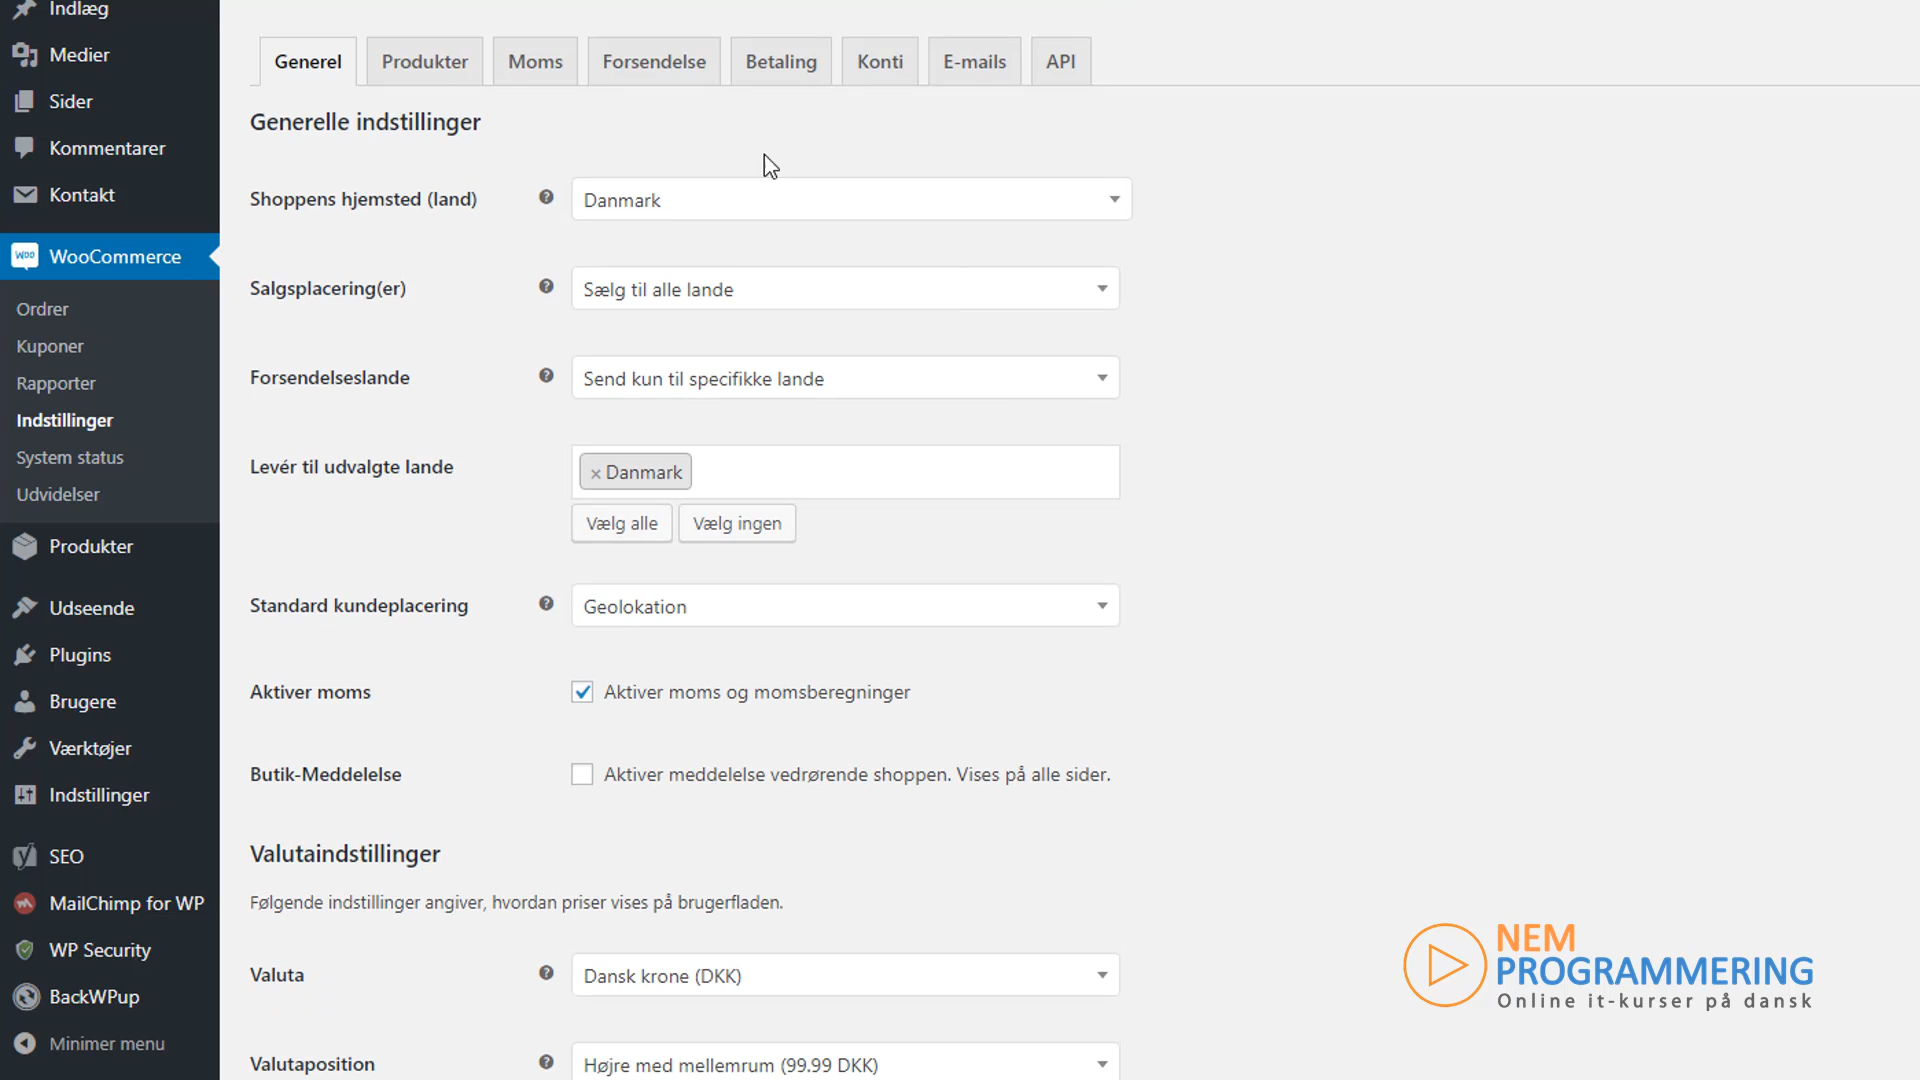 Indlæg
Medier
Sider
Kommentarer
Kontakt
woo WooCommerce
Ordrer
Kuponer
Rapporter
Indstillinger
System status
Udvidelser
Produkter
Udseende
Plugins
Brugere
Værktøjer
Indstillinger
SEO
MailChimp for WP
WP Security
BackWPup
Minimer menu
Generel Produkter Moms Forsendelse Betaling Konti E-mails API
Generelle indstillinger
Shoppens hjemsted (land) ? Danmark
Salgsplacering(er) ? Sælg til alle lande
Forsendelseslande ? Send kun til specifikke lande
Levér til udvalgte lande × Danmark
Vælg alle Vælg ingen
Standard kundeplacering ? Geolokation
Aktiver moms Aktiver moms og momsberegninger
Butik-Meddelelse Aktiver meddelelse vedrørende shoppen. Vises på alle sider.
Valutaindstillinger
Følgende indstillinger angiver, hvordan priser vises på brugerfladen.
Valuta ? Dansk krone (DKK)
Valutaposition ? Højre med mellemrum (99.99 DKK)
NEM
PROGRAMMERING
Online it-kurser på dansk